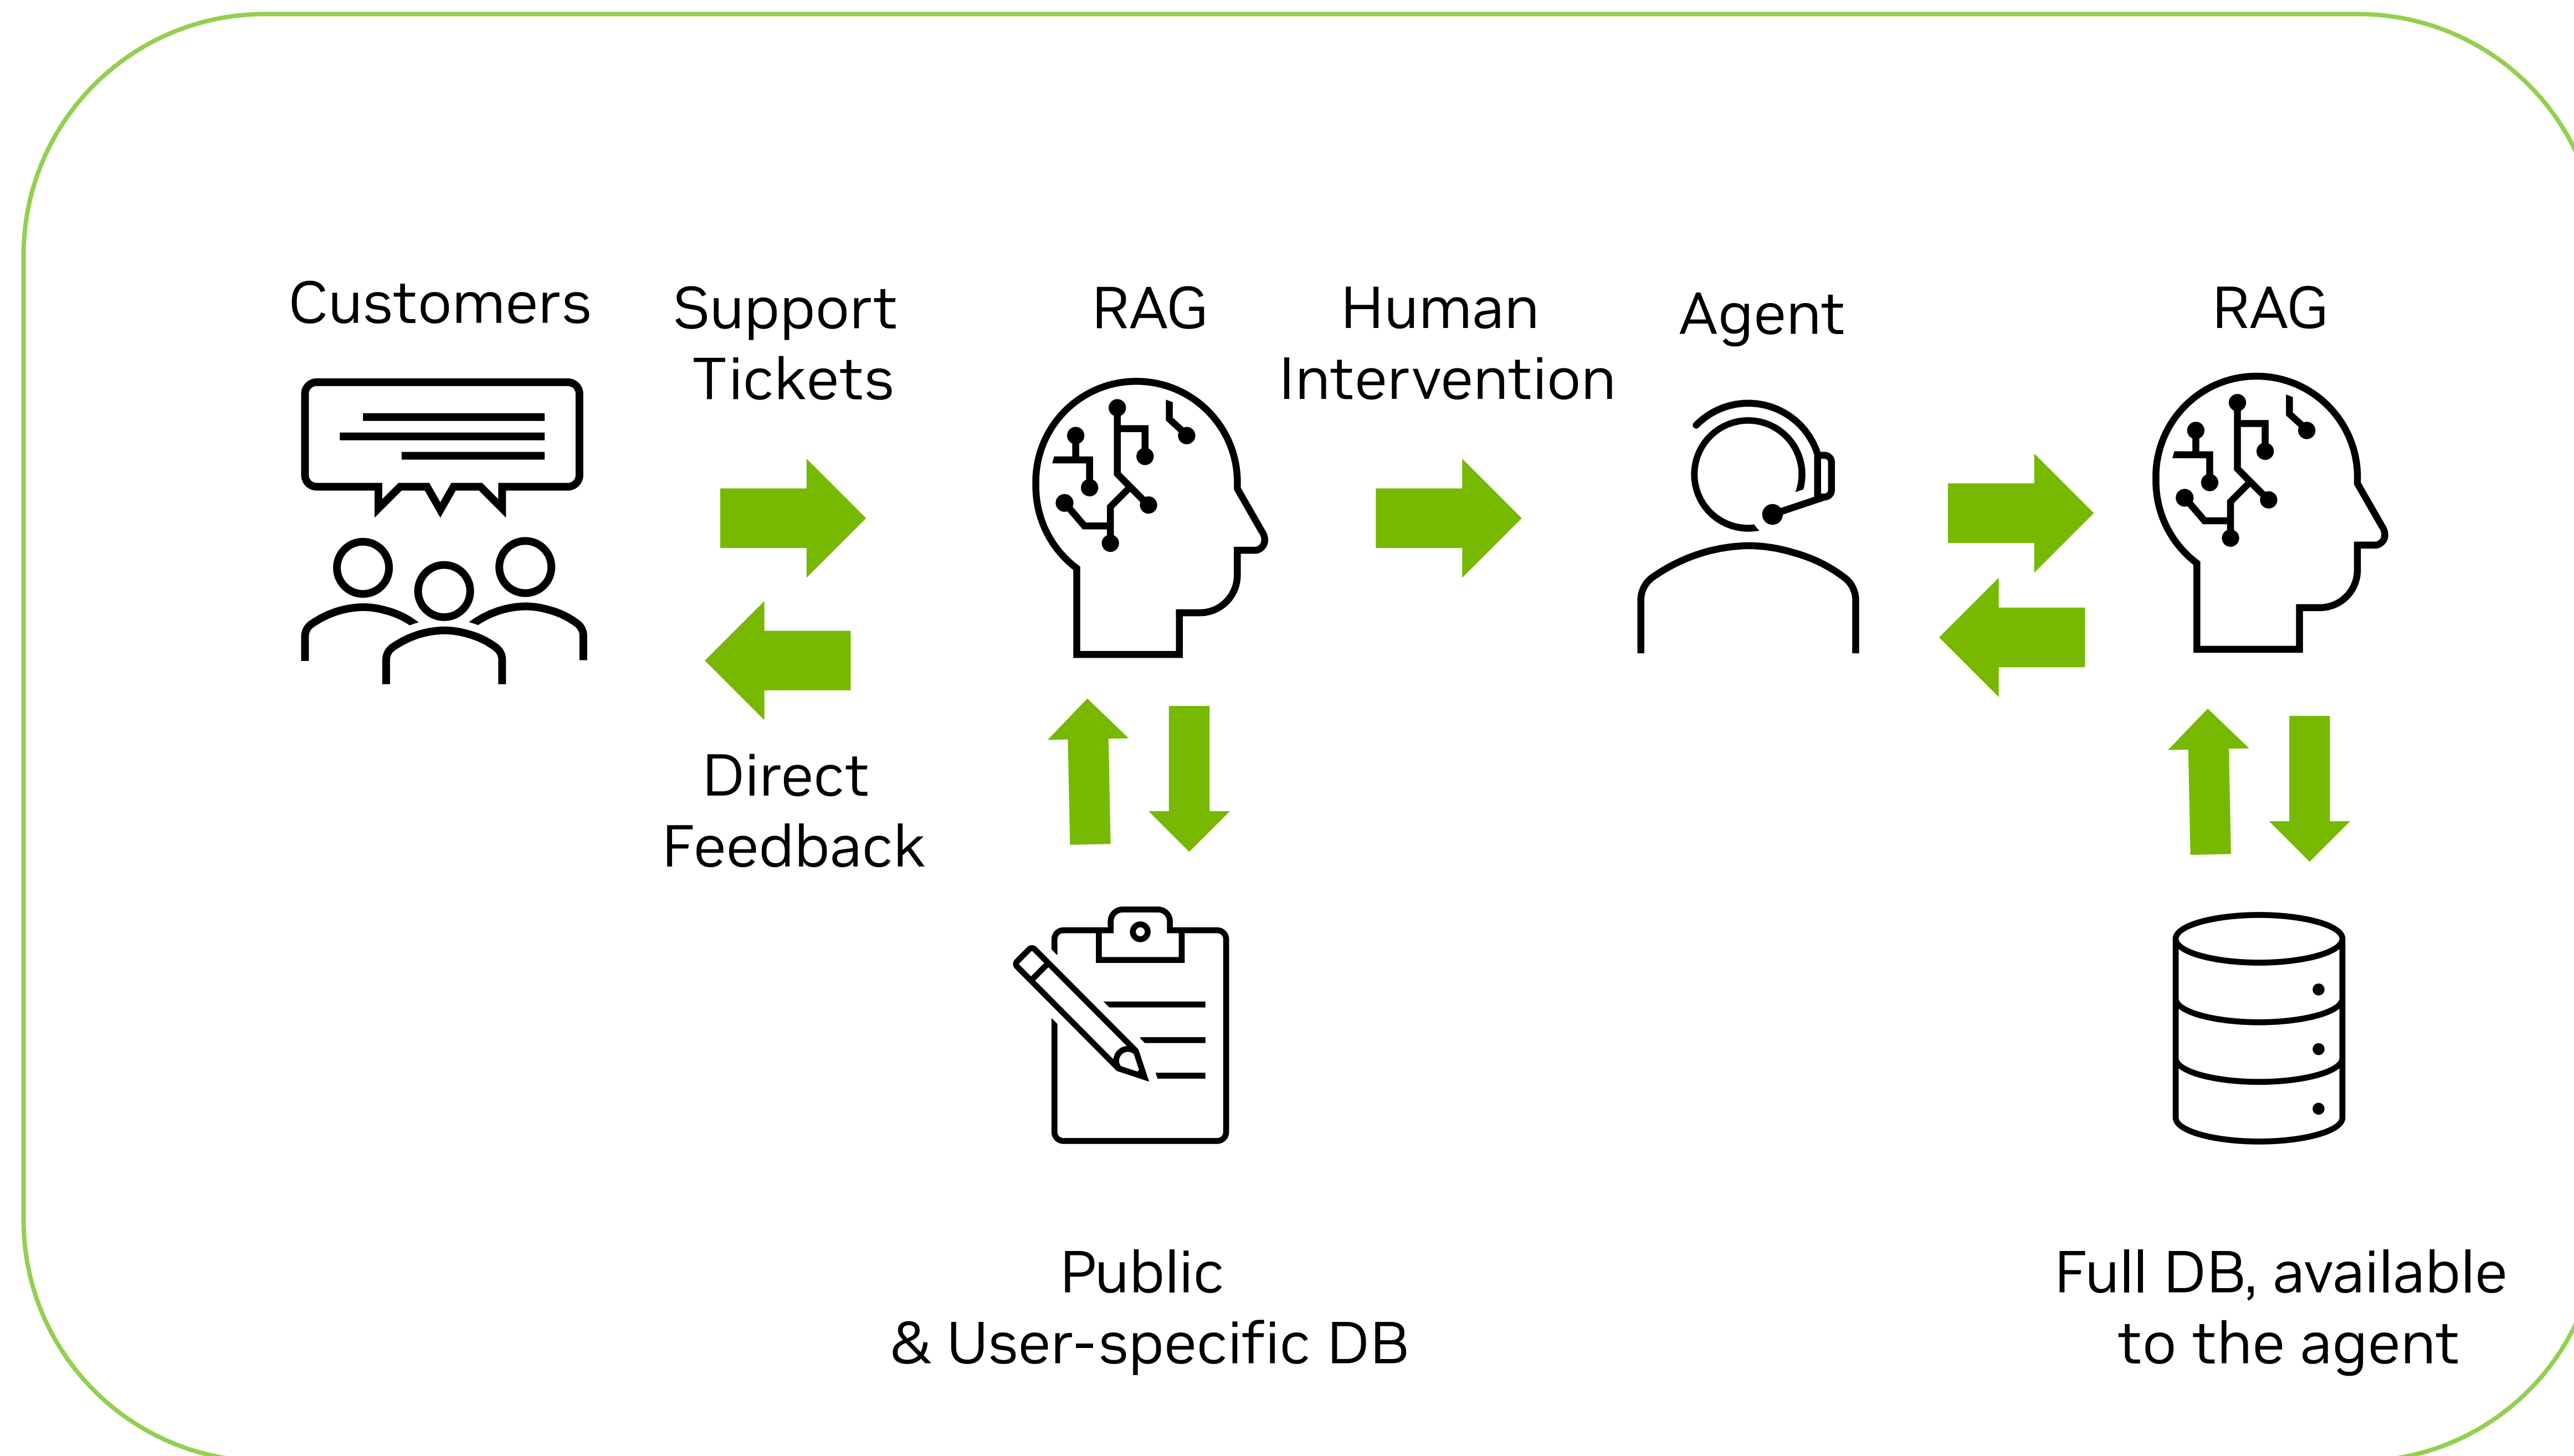 Customers
Support
Tickets
RAG
Human
Intervention
Agent
RAG
Direct
Feedback
Public
& User-specific DB
Full DB, available
to the agent